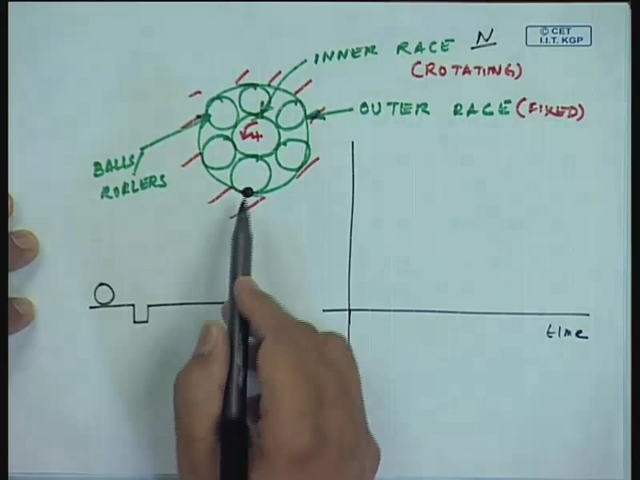 INNER RACE N
(ROTATING)
© CET
I.I.T. KGP
OUTER RACE (FIXED)
BALLS/
ROLLERS
time